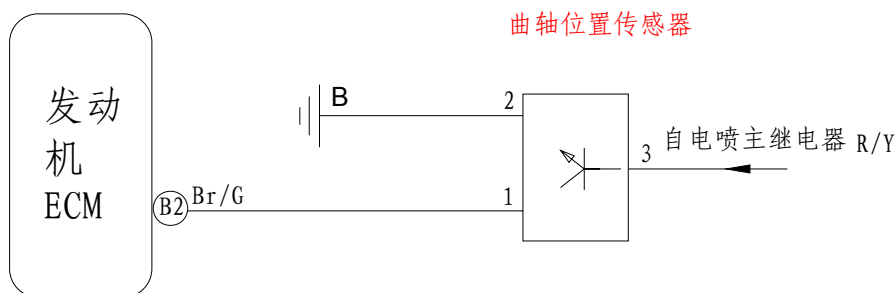 曲轴位置传感器
发动
机
ECM
B 2
3 自电喷主继电器 R/Y
B2 Br/G 1